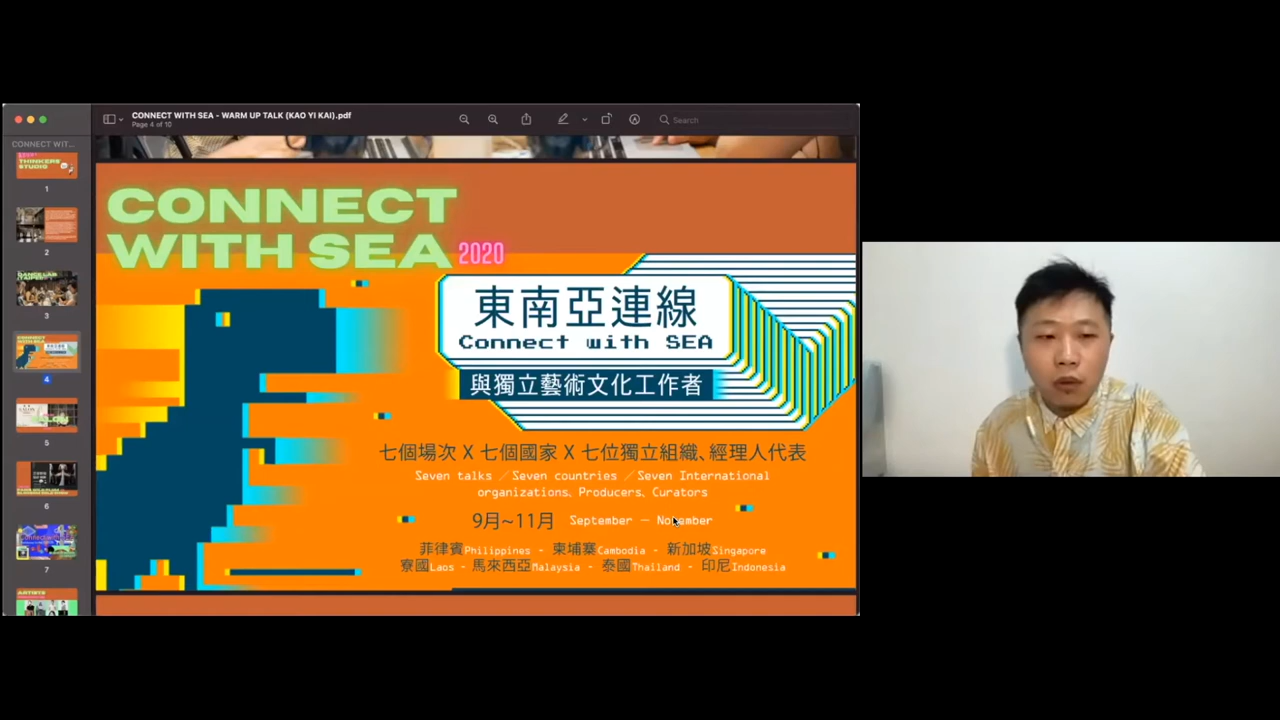 CONNECT WITH SEA - WARM UP TALK (KAO YI KAI).pdf
Page 4 of 10
Search
CONNECT WIT...
THINKERS
STUDIO
1
2
3
4
5
6
7
ARTISTS
CONNECT
WITH SEA 2020
東南亞連線
Connect with SEA
與獨立藝術文化工作者
七個場次 X 七個國家 X 七位獨立組織、經理人代表
Seven talks ／Seven countries ／Seven International
organizations, Producers, Curators
9月~11月 September — November
菲律賓Philippines - 柬埔寨Cambodia - 新加坡Singapore
寮國Laos - 馬來西亞Malaysia - 泰國Thailand - 印尼Indonesia